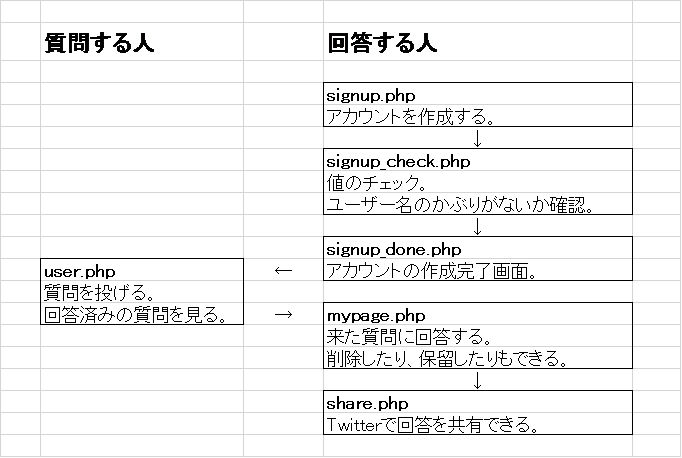 質問する人
回答する人
signup.php
アカウントを作成する。
↓
signup_check.php
値のチェック。
ユーザー名のかぶりがないか確認。
↓
signup_done.php
アカウントの作成完了画面。
←
user.php
質問を投げる。
回答済みの質問を見る。
→
mypage.php
来た質問に回答する。
削除したり、保留したりもできる。
↓
share.php
Twitterで回答を共有できる。